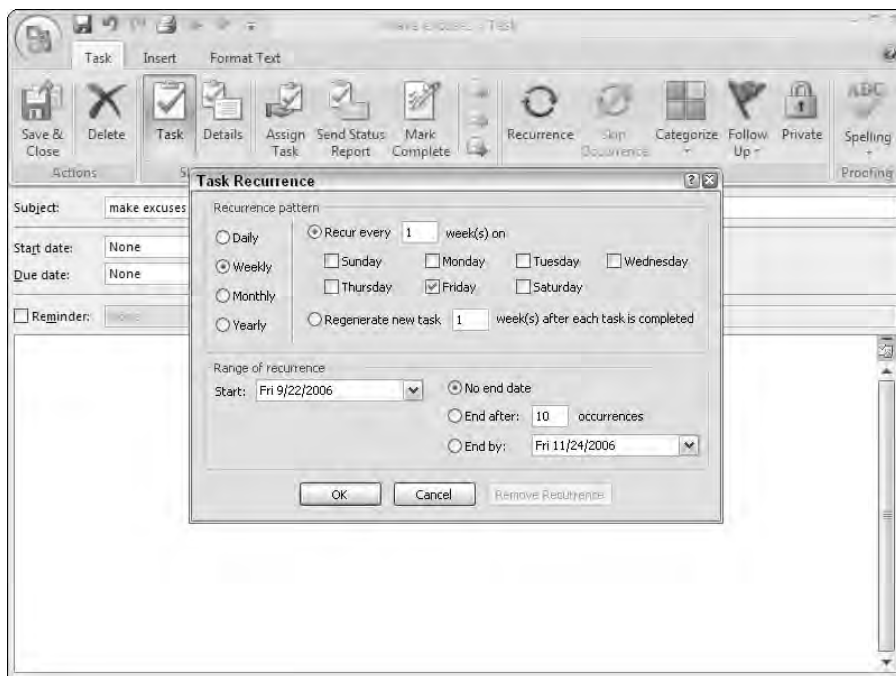 make excuses - Task
Task Insert Format Text
Save & Close
Delete
Task
Details
Assign Task
Send Status Report
Mark Complete
Recurrence
Skip Occurrence
Categorize
Follow Up
Private
ABC
Spelling
Actions
Proofing
Task Recurrence
Subject: make excuses
Start date: None
Due date: None
Reminder: None
Recurrence pattern
Daily
Weekly
Monthly
Yearly
Recur every 1 week(s) on
Sunday Monday Tuesday Wednesday
Thursday Friday Saturday
Regenerate new task 1 week(s) after each task is completed
Range of recurrence
Start: Fri 9/22/2006
No end date
End after: 10 occurrences
End by: Fri 11/24/2006
OK Cancel Remove Recurrence